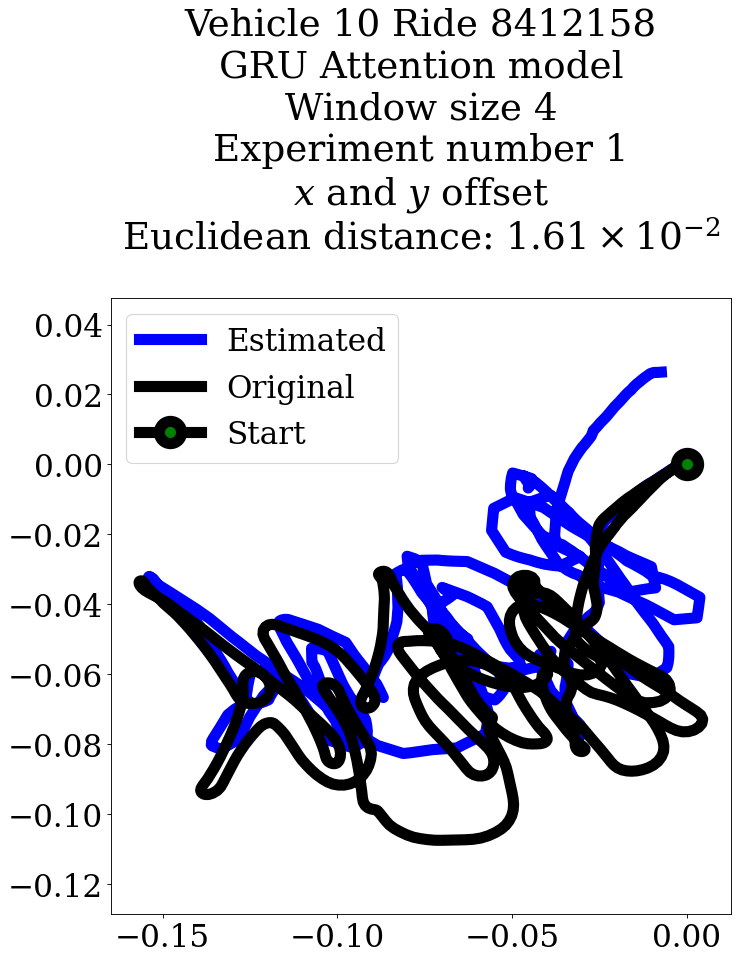 Vehicle 10 Ride 8412158
GRU Attention model
Window size 4
Experiment number 1
x and y offset
Euclidean distance: 1.61 × 10⁻²
Estimated
Original
Start
0.04
0.02
0.00
−0.02
−0.04
−0.06
−0.08
−0.10
−0.12
−0.15
−0.10
−0.05
0.00